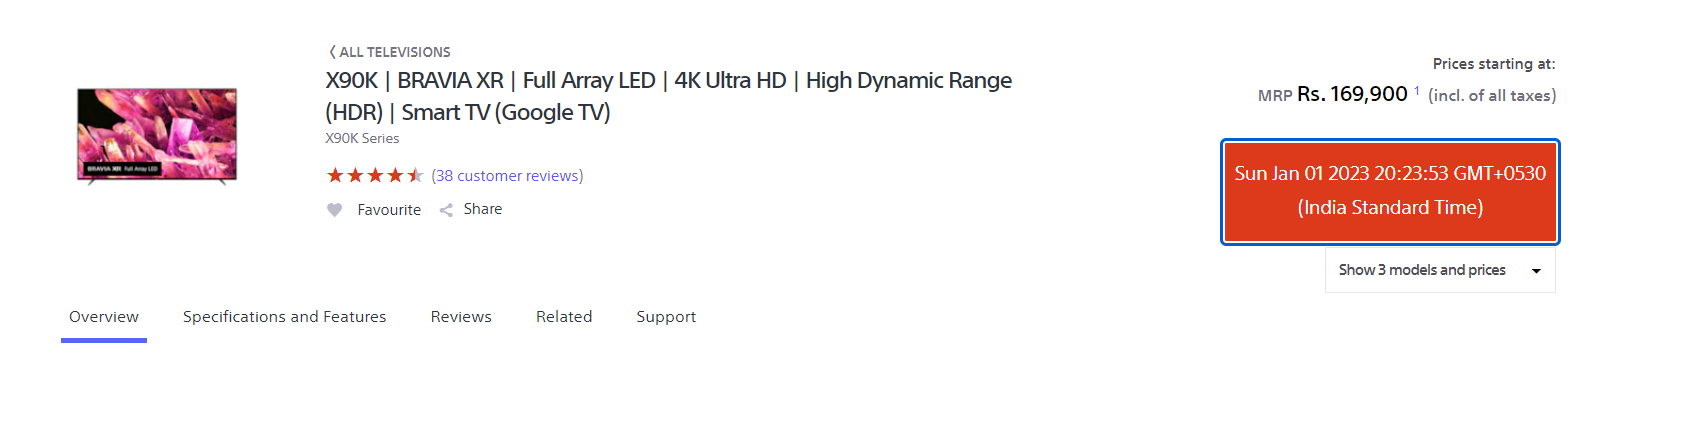 ALL TELEVISIONS
X90K | BRAVIA XR | Full Array LED | 4K Ultra HD | High Dynamic Range
(HDR) | Smart TV (Google TV)
X90K Series
(38 customer reviews)
Favourite Share
BRAVIA XR Full Array LED
Prices starting at:
MRP Rs. 169,900 1 (incl. of all taxes)
Sun Jan 01 2023 20:23:53 GMT+0530
(India Standard Time)
Show 3 models and prices
Overview Specifications and Features Reviews Related Support